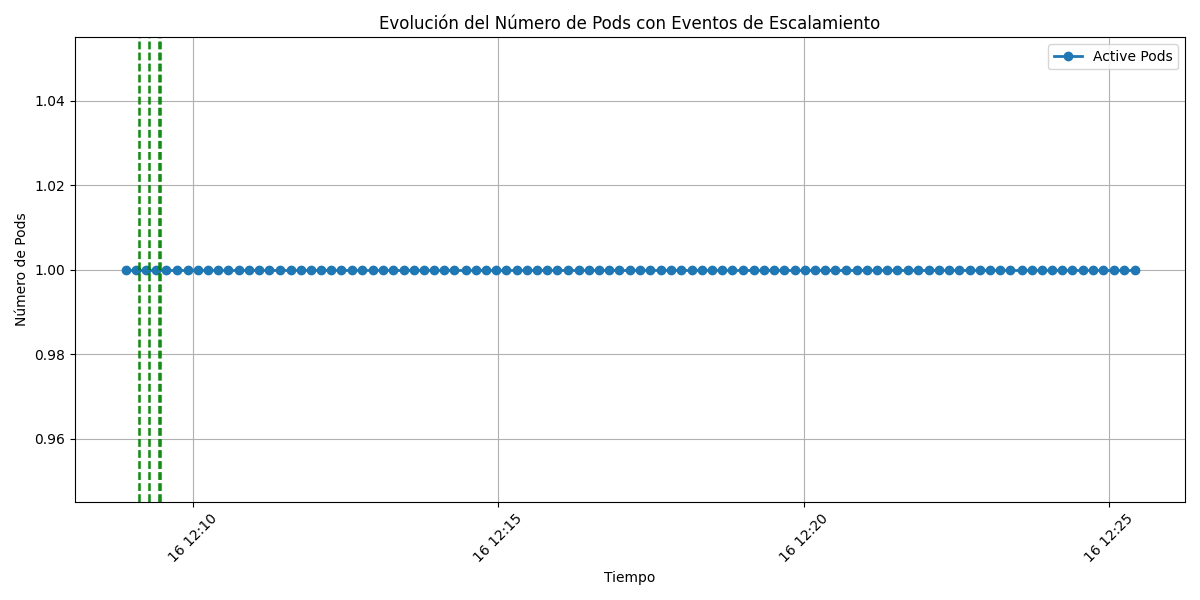 Evolución del Número de Pods con Eventos de Escalamiento
Active Pods
1.04
1.02
1.00
0.98
0.96
Número de Pods
16 12:10
16 12:15
16 12:20
16 12:25
Tiempo